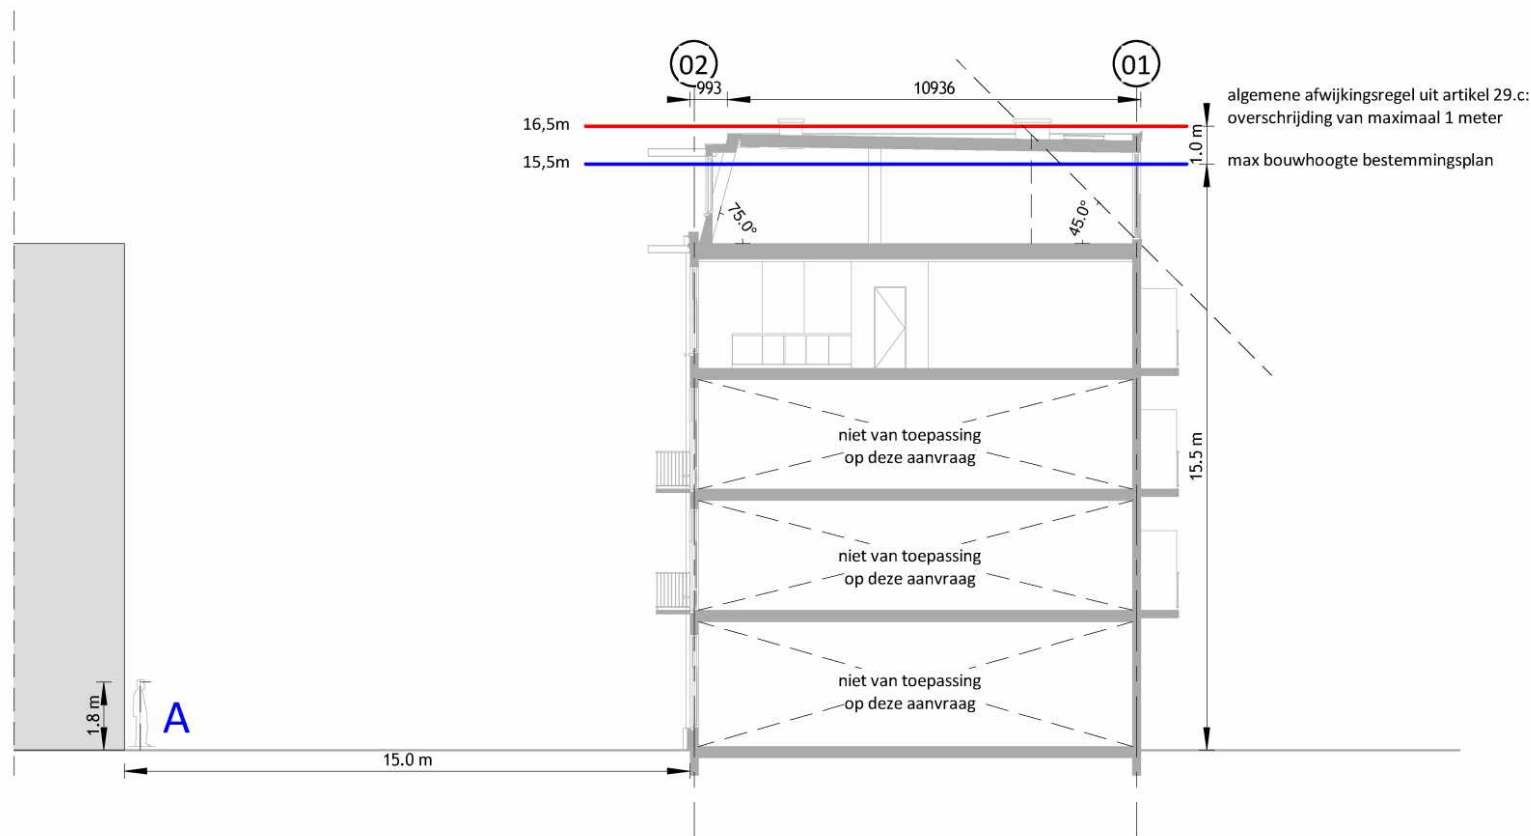 02
01
993
10936
algemene afwijkingsregel uit artikel 29.c:
overschrijding van maximaal 1 meter
16,5m
1.0 m
15,5m
max bouwhoogte bestemmingsplan
75.0°
45.0°
niet van toepassing
op deze aanvraag
15.5 m
niet van toepassing
op deze aanvraag
niet van toepassing
op deze aanvraag
1.8 m
A
15.0 m